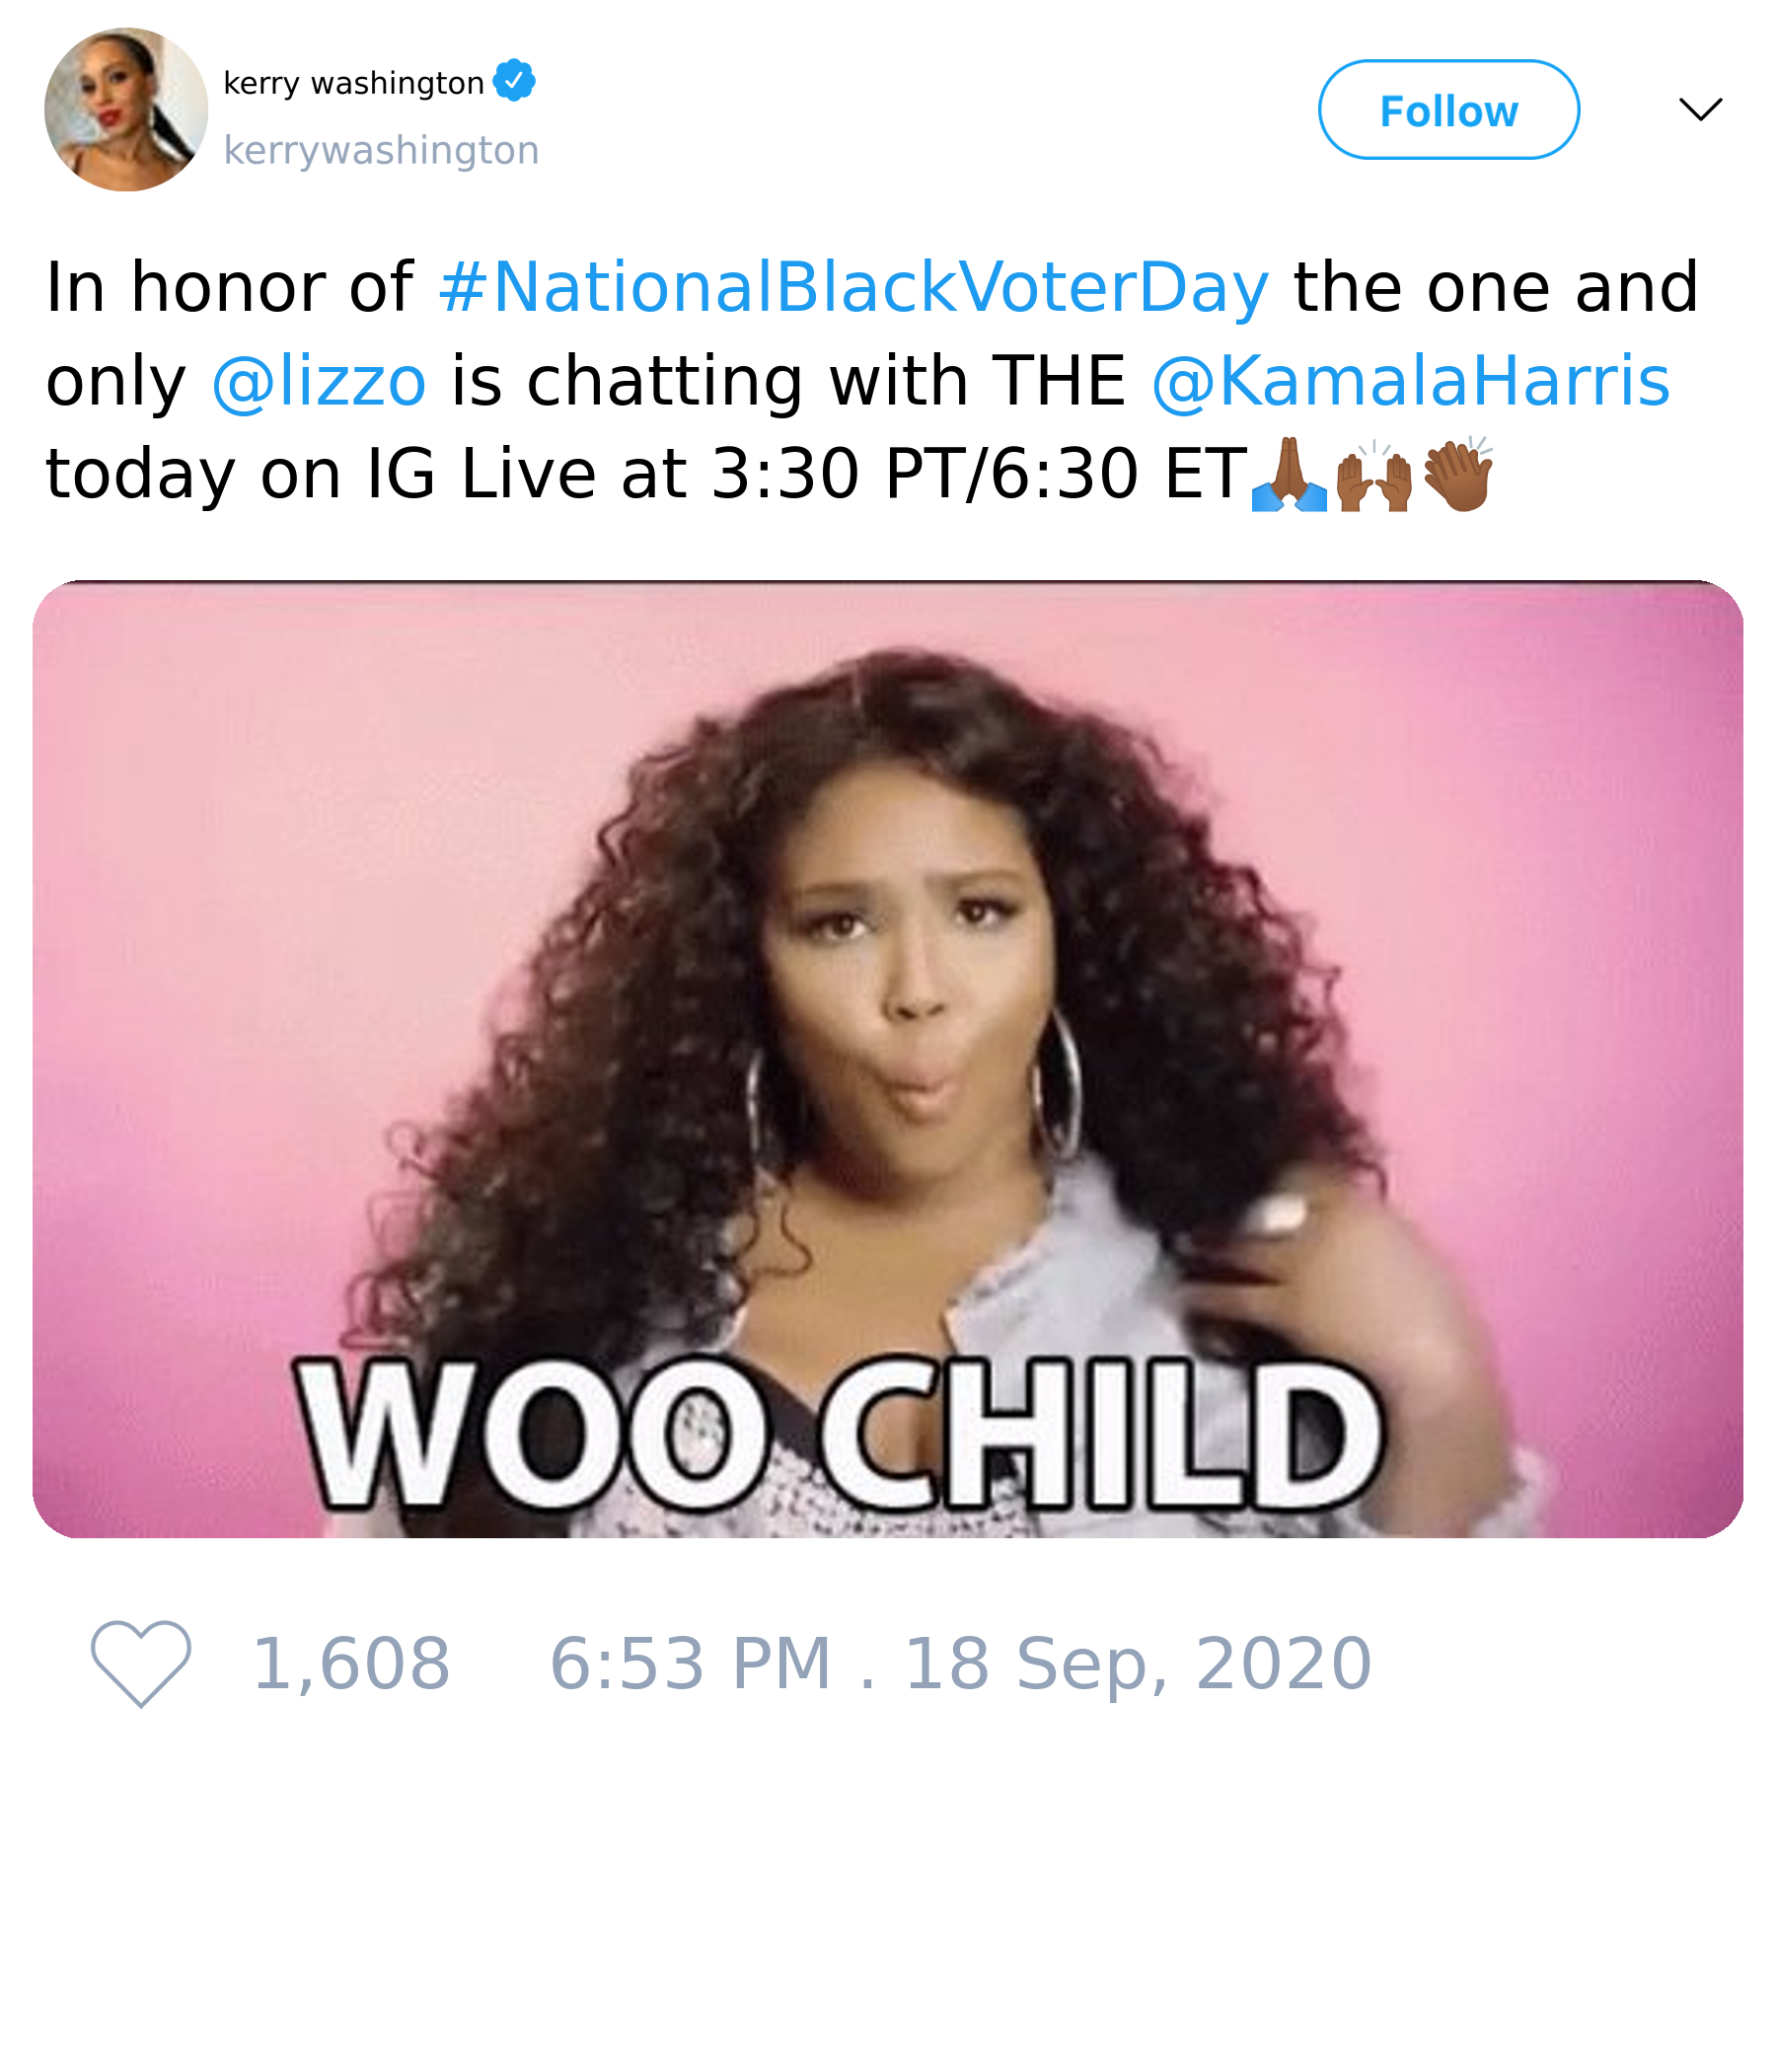 kerry washington
kerrywashington
Follow
In honor of #NationalBlackVoterDay the one and
only @lizzo is chatting with THE @KamalaHarris
today on IG Live at 3:30 PT/6:30 ET🙏🏾🙌🏾👏🏾
WOO CHILD
1,608 6:53 PM . 18 Sep, 2020